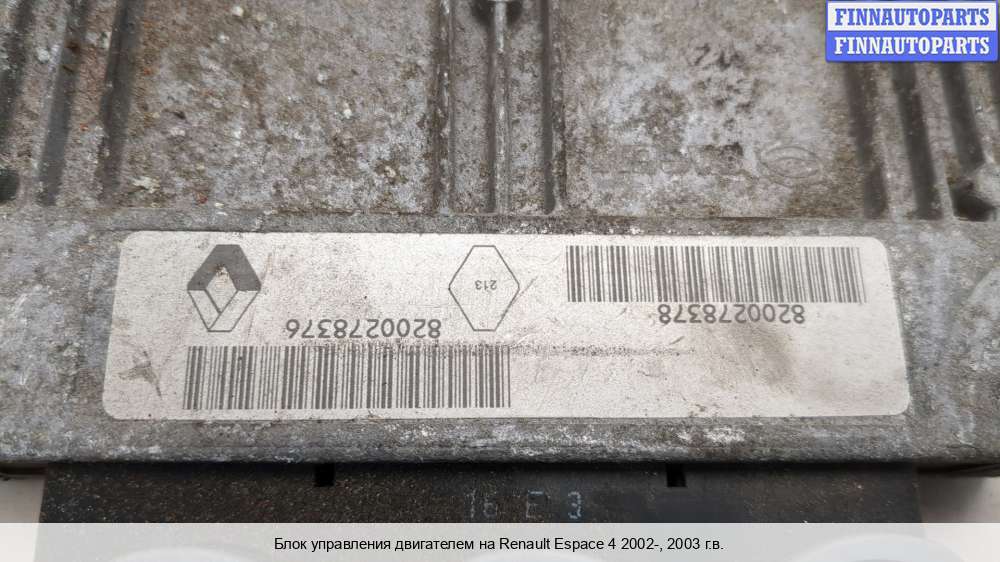 FINNAUTOPARTS
FINNAUTOPARTS
213
8200278378
8200278376
16 E 3
Блок управления двигателем на Renault Espace 4 2002-, 2003 г.в.